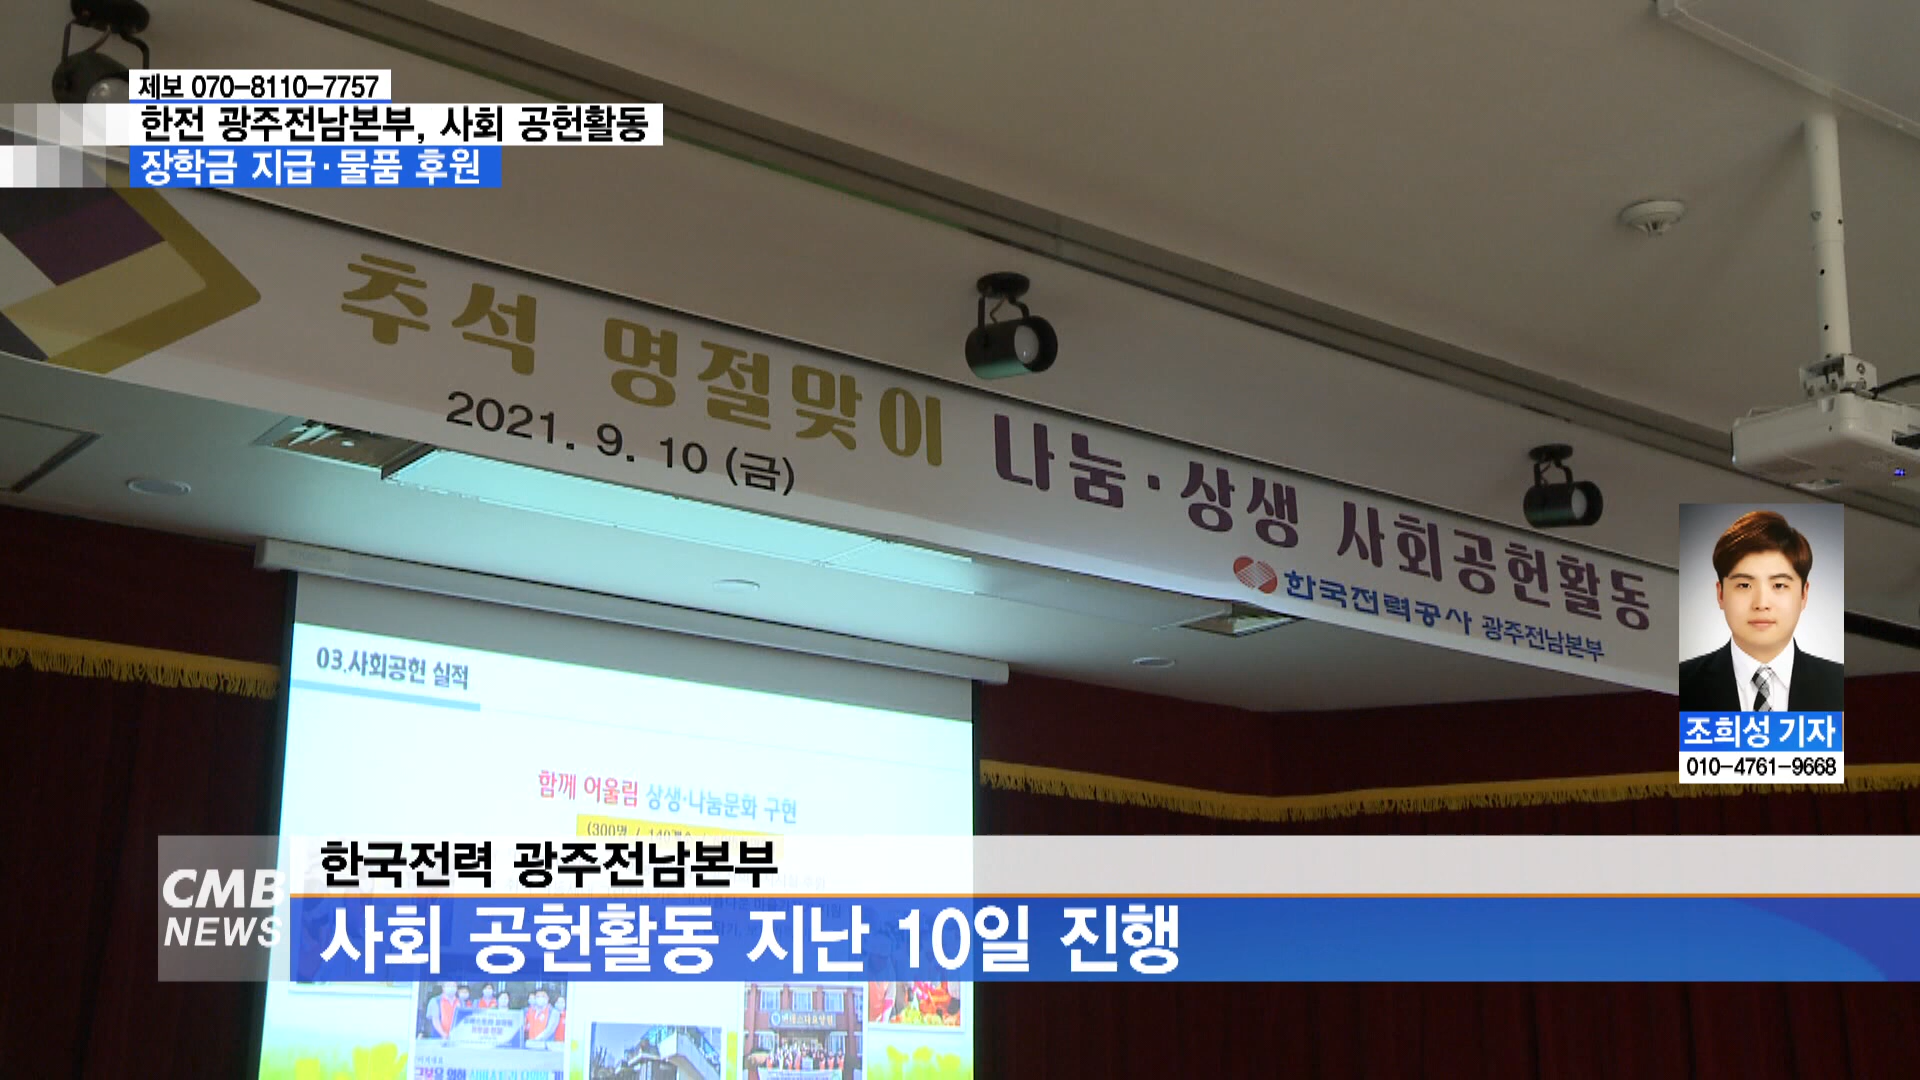 제보 070-8110-7757
한전 광주전남본부, 사회 공헌활동
장학금 지급·물품 후원
추석 명절맞이 나눔·상생 사회공헌활동
2021. 9. 10 (금)
한국전력공사 광주전남본부
03.사회공헌 실적
함께 어울림 상생·나눔문화 구현
(300명 /
조희성 기자
010-4761-9668
CMB
NEWS
한국전력 광주전남본부
사회 공헌활동 지난 10일 진행